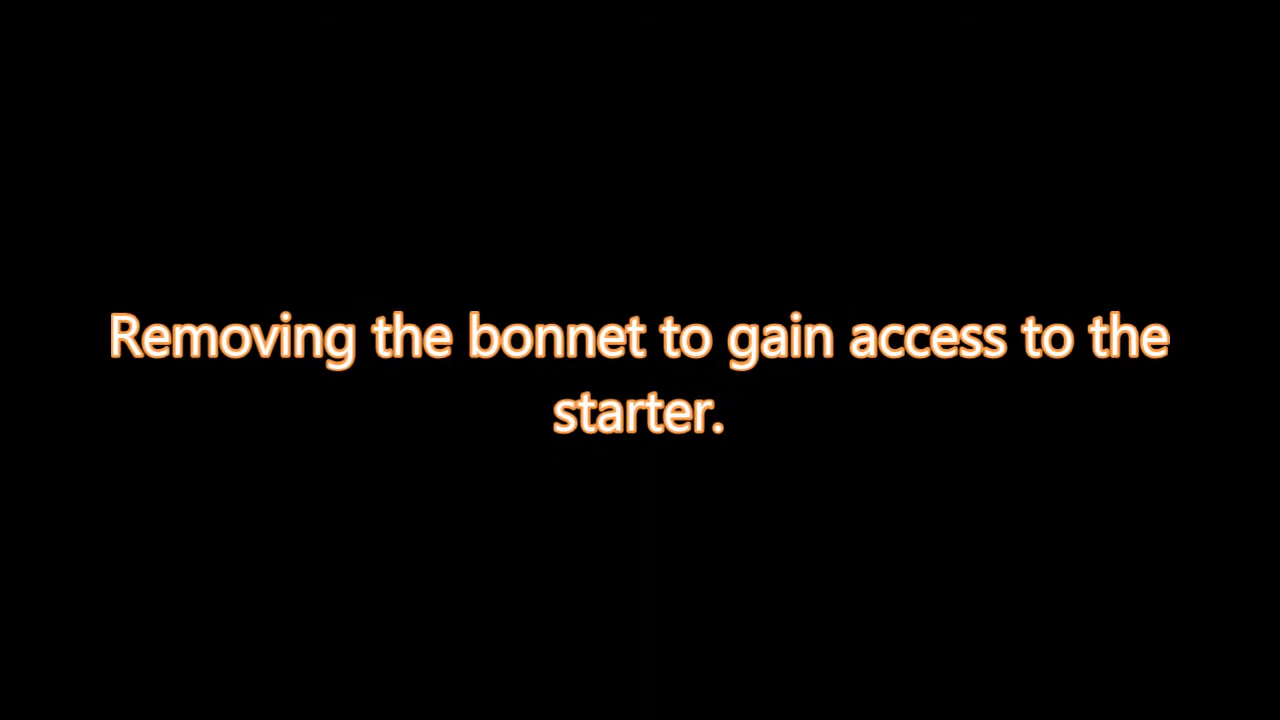 Removing the bonnet to gain access to the
starter.